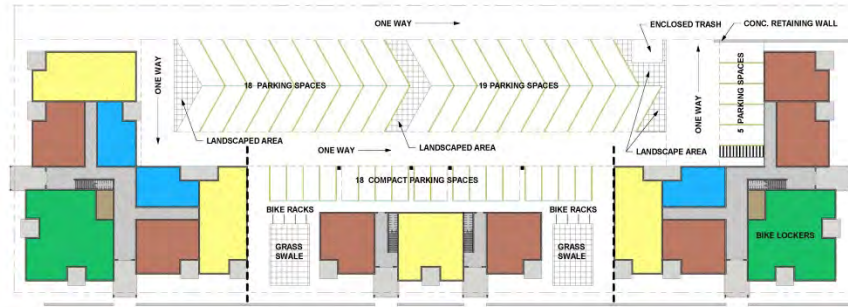 ONE WAY
ENCLOSED TRASH
CONC. RETAINING WALL
ONE WAY
18 PARKING SPACES
19 PARKING SPACES
ONE WAY
5 PARKING SPACES
LANDSCAPED AREA
ONE WAY
LANDSCAPED AREA
LANDSCAPE AREA
18 COMPACT PARKING SPACES
BIKE RACKS
BIKE RACKS
GRASS
SWALE
GRASS
SWALE
BIKE LOCKERS